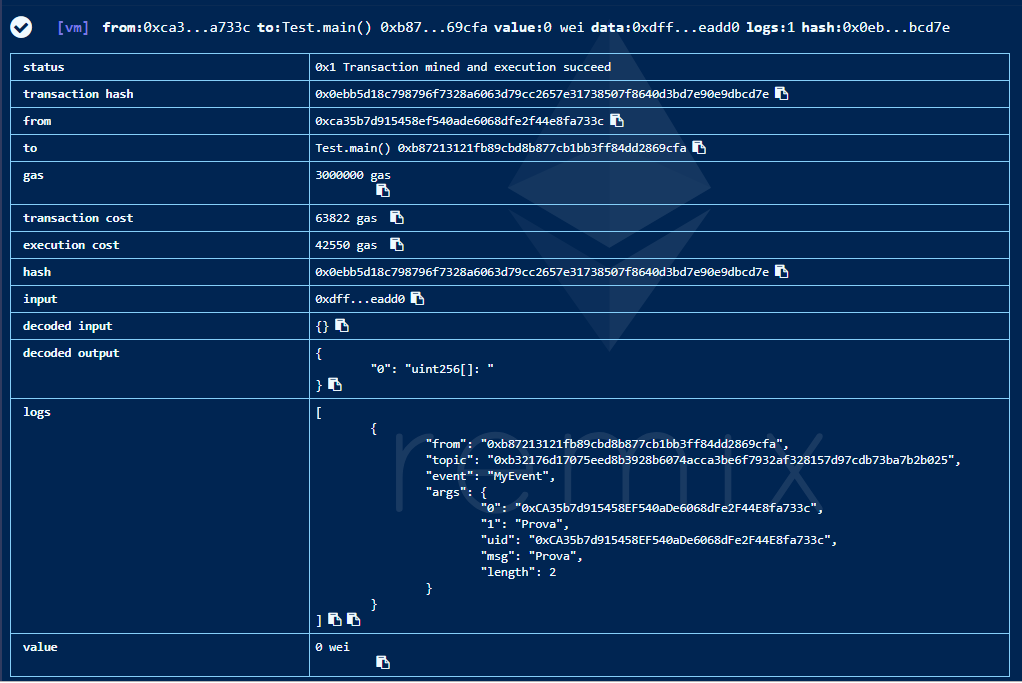 [vm] from:0xca3...a733c to:Test.main() 0xb87...69cfa value:0 wei data:0xdff...eadd0 logs:1 hash:0x0eb...bcd7e
status 0x1 Transaction mined and execution succeed
transaction hash 0x0ebb5d18c798796f7328a6063d79cc2657e31738507f8640d3bd7e90e9dbcd7e
from 0xca35b7d915458ef540ade6068dfe2f44e8fa733c
to Test.main() 0xb87213121fb89cbd8b877cb1bb3ff84dd2869cfa
gas 3000000 gas
transaction cost 63822 gas
execution cost 42550 gas
hash 0x0ebb5d18c798796f7328a6063d79cc2657e31738507f8640d3bd7e90e9dbcd7e
input 0xdff...eadd0
decoded input {}
decoded output {
"0": "uint256[]: "
}
logs [
{
"from": "0xb87213121fb89cbd8b877cb1bb3ff84dd2869cfa",
"topic": "0xb32176d17075eed8b3928b6074acca3be6f7932af328157d97cdb73ba7b2b025",
"event": "MyEvent",
"args": {
"0": "0xCA35b7d915458EF540aDe6068dFe2F44E8fa733c",
"1": "Prova",
"uid": "0xCA35b7d915458EF540aDe6068dFe2F44E8fa733c",
"msg": "Prova",
"length": 2
}
}
]
value 0 wei
remix